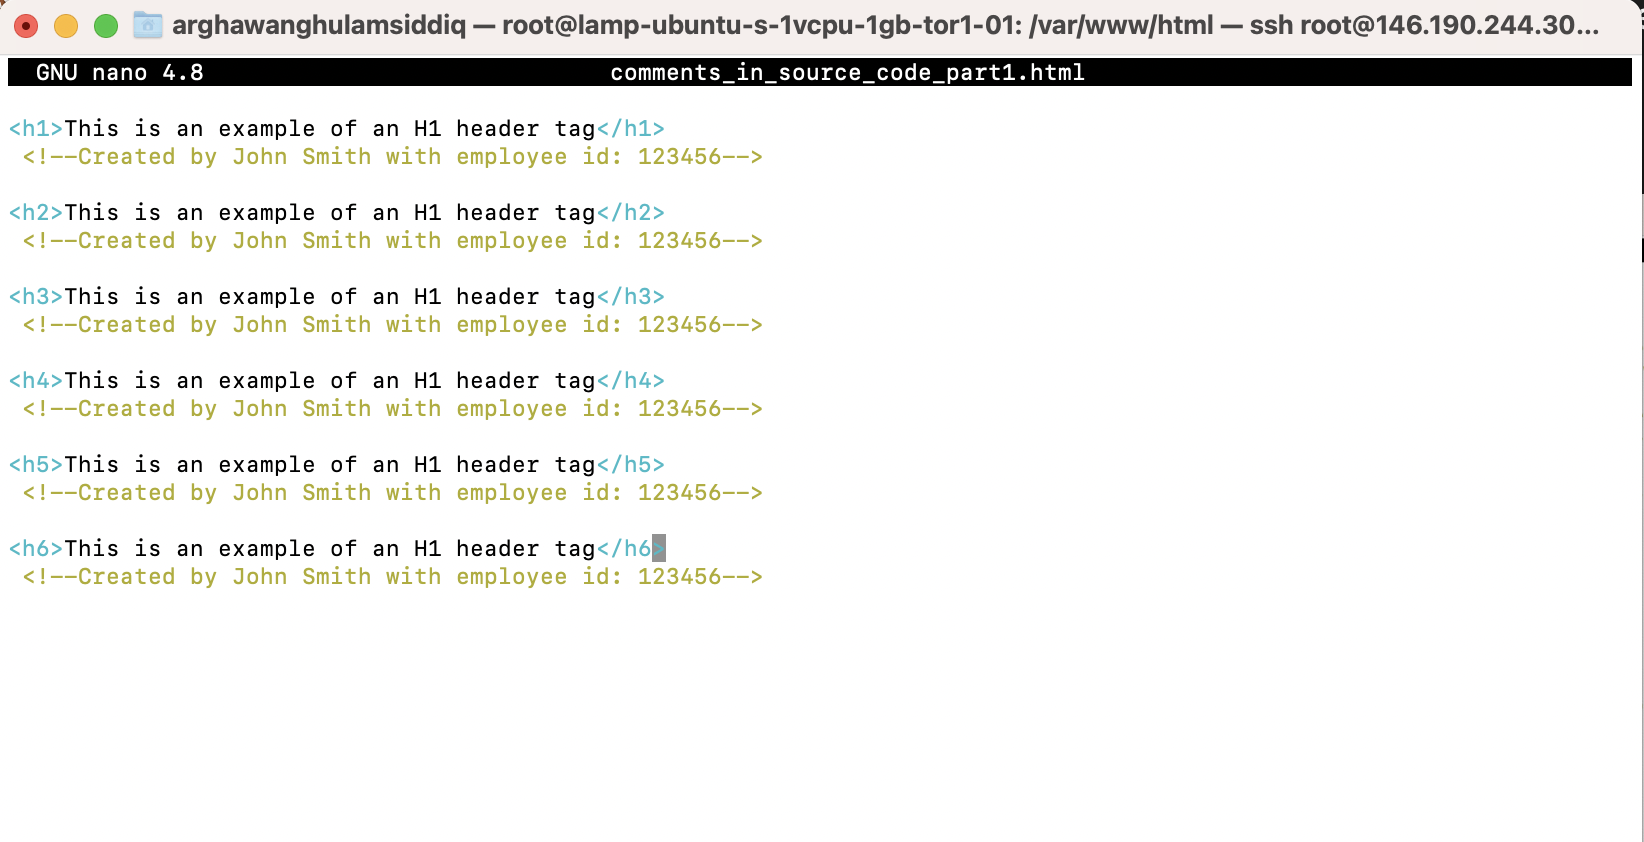 arghawanghulamsiddiq — root@lamp-ubuntu-s-1vcpu-1gb-tor1-01: /var/www/html — ssh root@146.190.244.30...
GNU nano 4.8 comments_in_source_code_part1.html
<h1>This is an example of an H1 header tag</h1>
<!--Created by John Smith with employee id: 123456-->
<h2>This is an example of an H1 header tag</h2>
<!--Created by John Smith with employee id: 123456-->
<h3>This is an example of an H1 header tag</h3>
<!--Created by John Smith with employee id: 123456-->
<h4>This is an example of an H1 header tag</h4>
<!--Created by John Smith with employee id: 123456-->
<h5>This is an example of an H1 header tag</h5>
<!--Created by John Smith with employee id: 123456-->
<h6>This is an example of an H1 header tag</h6>
<!--Created by John Smith with employee id: 123456-->